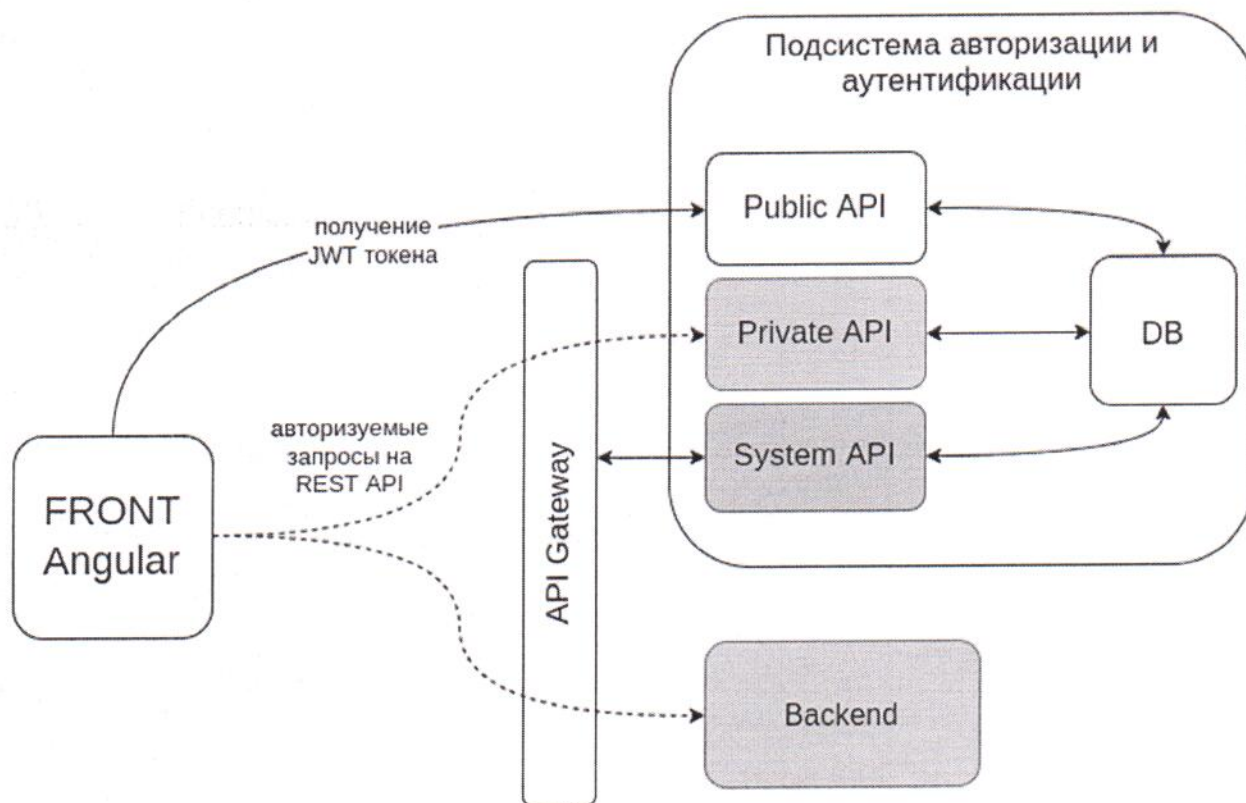 Подсистема авторизации и
аутентификации
Public API
получение
JWT токена
Private API
DB
авторизуемые
запросы на
REST API
System API
FRONT
Angular
API Gateway
Backend